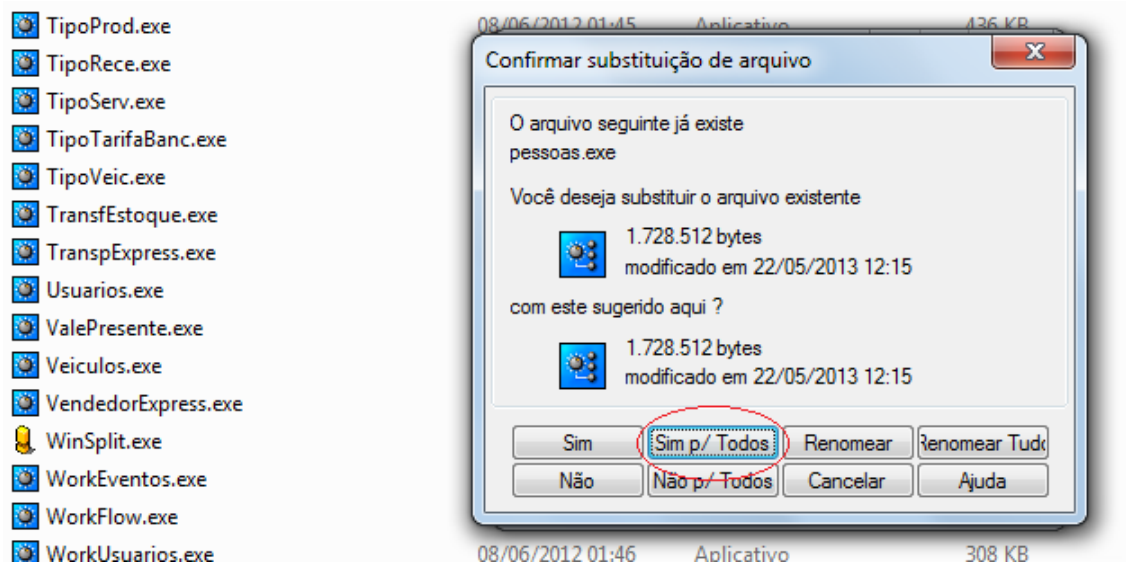 TipoProd.exe 08/06/2012 01:45 Aplicativo 436 KB
TipoRece.exe
TipoServ.exe
TipoTarifaBanc.exe
TipoVeic.exe
TransfEstoque.exe
TranspExpress.exe
Usuarios.exe
ValePresente.exe
Veiculos.exe
VendedorExpress.exe
WinSplit.exe
WorkEventos.exe
WorkFlow.exe
WorkUsuarios.exe 08/06/2012 01:46 Aplicativo 308 KB
Confirmar substituição de arquivo
O arquivo seguinte já existe
pessoas.exe
Você deseja substituir o arquivo existente
1.728.512 bytes
modificado em 22/05/2013 12:15
com este sugerido aqui ?
1.728.512 bytes
modificado em 22/05/2013 12:15
Sim Sim p/ Todos Renomear Renomear Tudo
Não Não p/ Todos Cancelar Ajuda